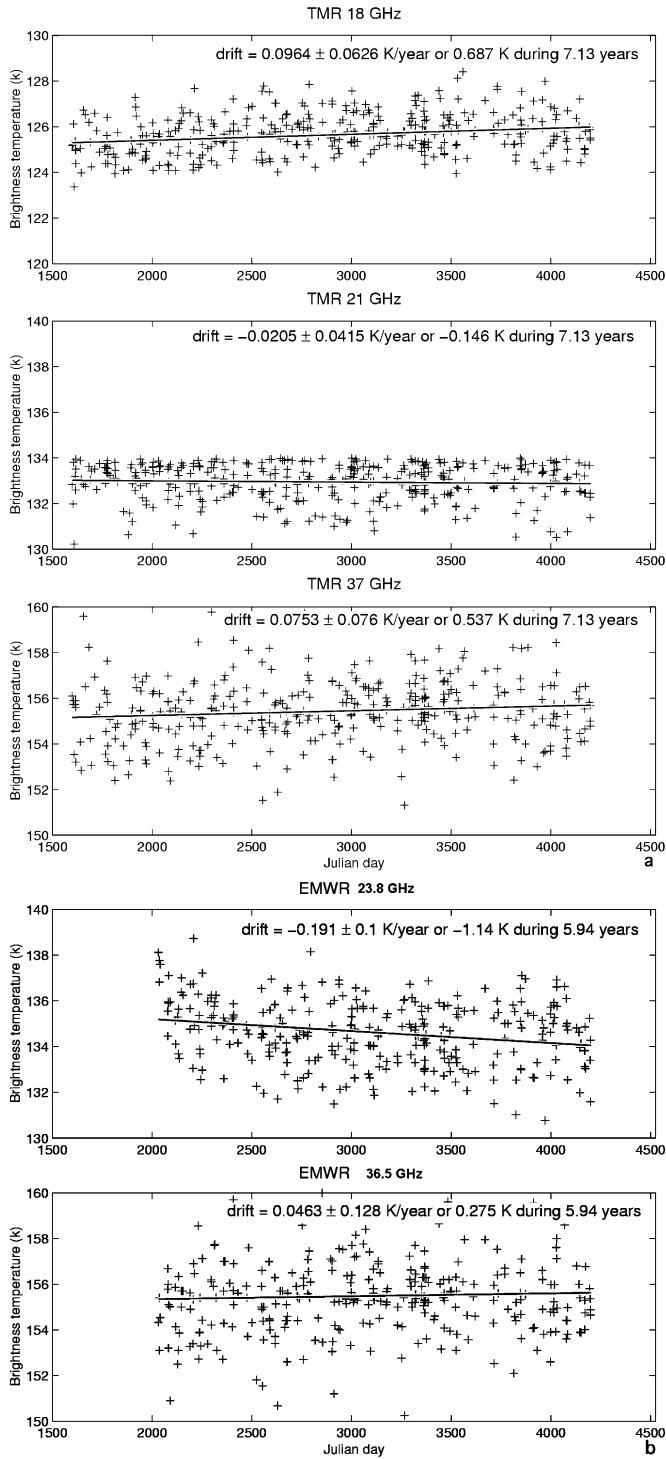 TMR 18 GHz
drift = 0.0964 ± 0.0626 K/year or 0.687 K during 7.13 years
Brightness temperature (k)
130
128
126
124
122
120
1500 2000 2500 3000 3500 4000 4500
TMR 21 GHz
drift = −0.0205 ± 0.0415 K/year or −0.146 K during 7.13 years
Brightness temperature (k)
140
138
136
134
132
130
1500 2000 2500 3000 3500 4000 4500
TMR 37 GHz
drift = 0.0753 ± 0.076 K/year or 0.537 K during 7.13 years
Brightness temperature (k)
160
158
156
154
152
150
1500 2000 2500 3000 3500 4000 4500
Julian day
a
EMWR 23.8 GHz
drift = −0.191 ± 0.1 K/year or −1.14 K during 5.94 years
Brightness temperature (k)
140
138
136
134
132
130
1500 2000 2500 3000 3500 4000 4500
EMWR 36.5 GHz
drift = 0.0463 ± 0.128 K/year or 0.275 K during 5.94 years
Brightness temperature (k)
160
158
156
154
152
150
1500 2000 2500 3000 3500 4000 4500
Julian day
b